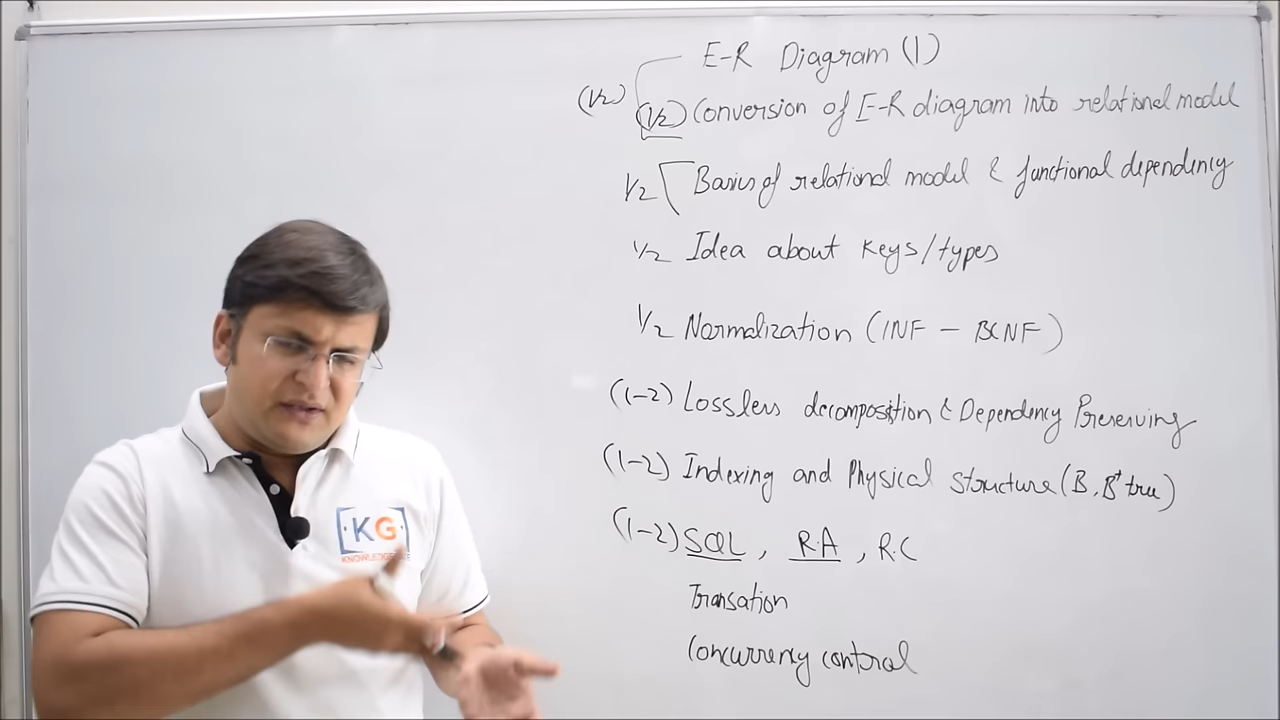 E-R Diagram (1)
(1/2) (1/2) Conversion of E-R diagram into relational model
1/2 Basics of relational model & functional dependency
1/2 Idea about keys/types
1/2 Normalization (1NF - BCNF)
(1-2) Lossless decomposition & Dependency Preserving
(1-2) Indexing and Physical structure (B, B+ tree)
(1-2) SQL, R.A, R.C
Transation
Concurrency control
KG